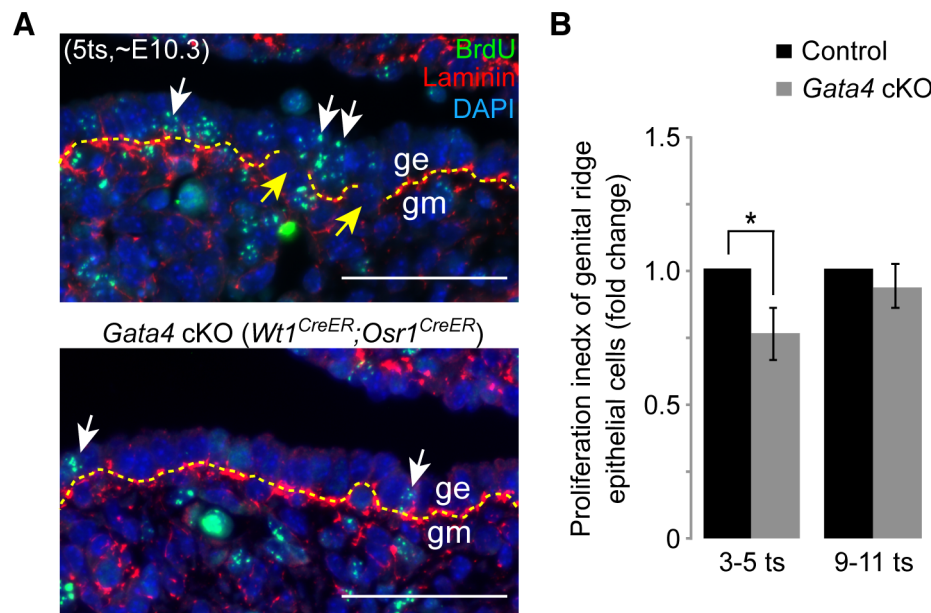 A
(5ts,~E10.3)
BrdU
Laminin
DAPI
ge
gm
Gata4 cKO (Wt1CreER;Osr1CreER)
ge
gm
B
Control
Gata4 cKO
Proliferation inedx of genital ridge
epithelial cells (fold change)
1.5
1.0
0.5
0
*
3-5 ts
9-11 ts